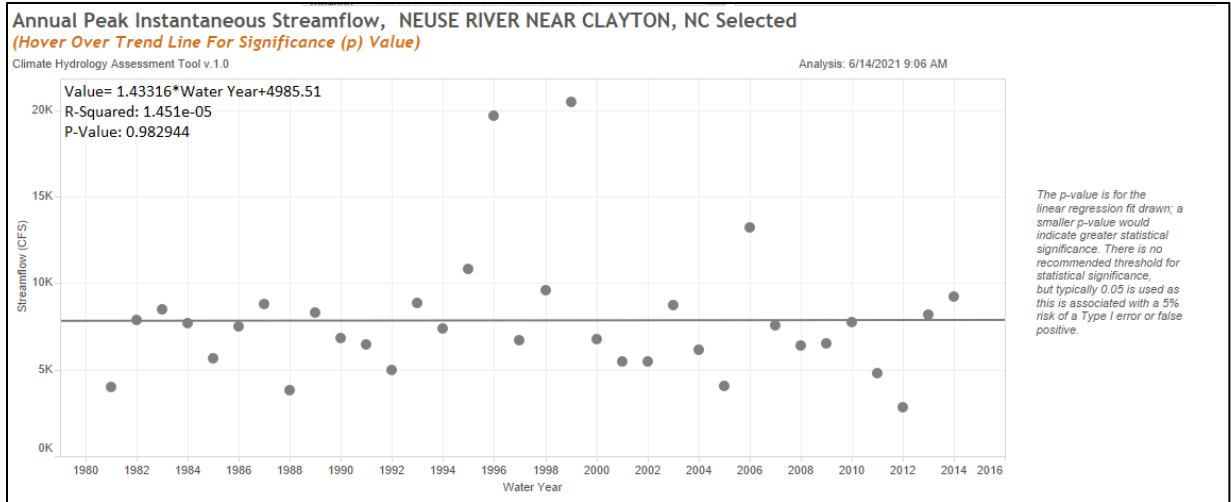 Annual Peak Instantaneous Streamflow, NEUSE RIVER NEAR CLAYTON, NC Selected
(Hover Over Trend Line For Significance (p) Value)
Climate Hydrology Assessment Tool v.1.0
Analysis: 6/14/2021 9:06 AM
Value= 1.43316*Water Year+4985.51
R-Squared: 1.451e-05
P-Value: 0.982944
20K
15K
10K
5K
0K
Streamflow (CFS)
1980 1982 1984 1986 1988 1990 1992 1994 1996 1998 2000 2002 2004 2006 2008 2010 2012 2014 2016
Water Year
The p-value is for the
linear regression fit drawn; a
smaller p-value would
indicate greater statistical
significance. There is no
recommended threshold for
statistical significance,
but typically 0.05 is used as
this is associated with a 5%
risk of a Type I error or false
positive.